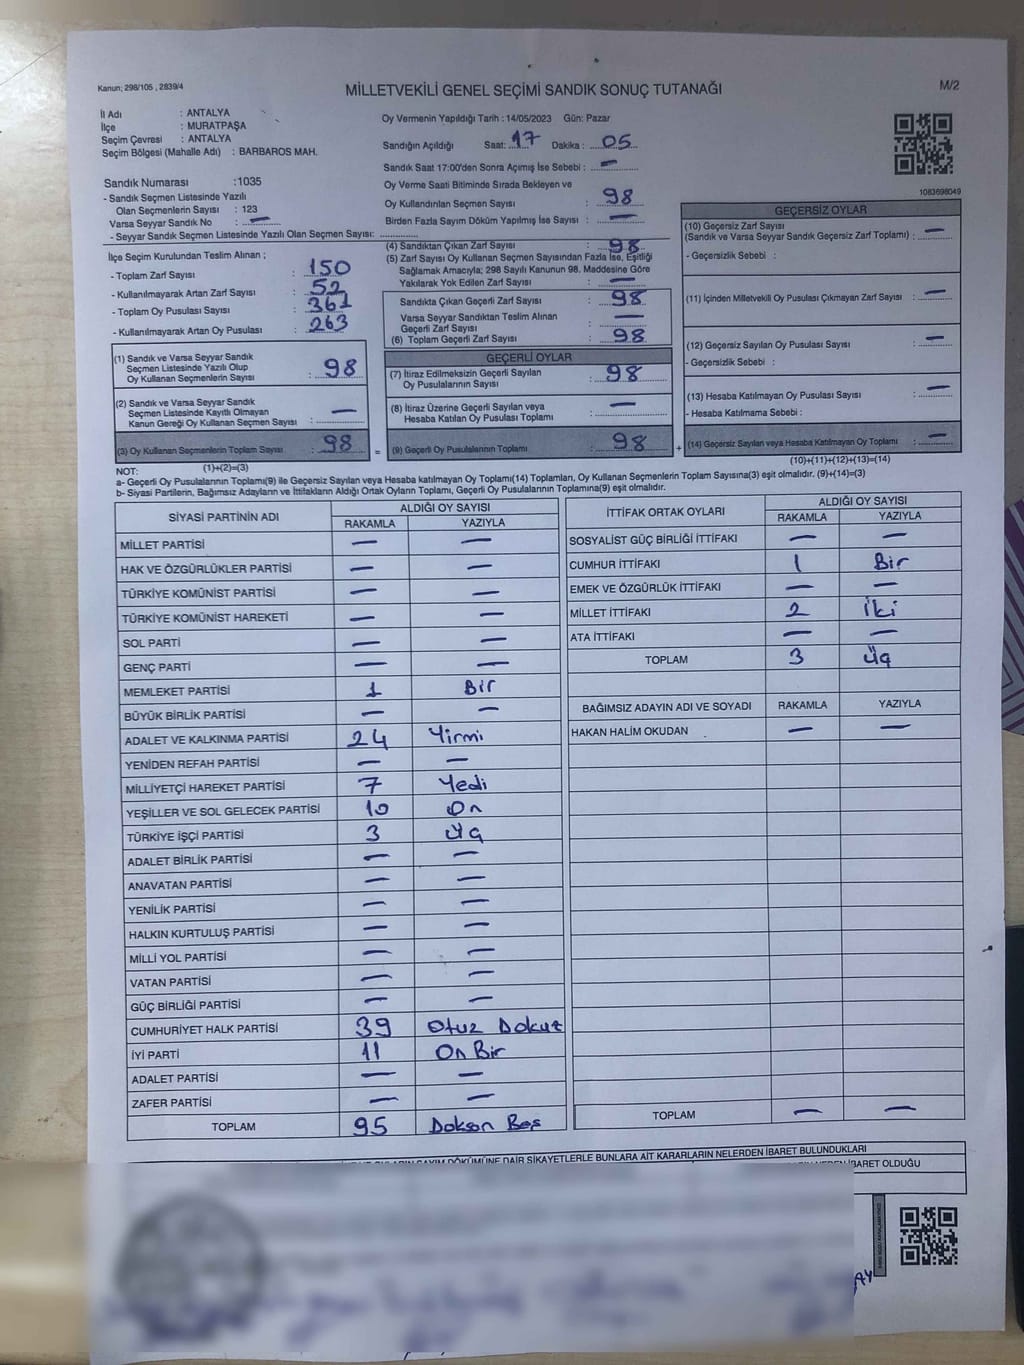 Kanun; 298/105 , 2839/4
MİLLETVEKİLİ GENEL SEÇİMİ SANDIK SONUÇ TUTANAĞI
M/2
İl Adı : ANTALYA
İlçe : MURATPAŞA
Seçim Çevresi : ANTALYA
Seçim Bölgesi (Mahalle Adı) : BARBAROS MAH.
Sandık Numarası :1035
- Sandık Seçmen Listesinde Yazılı
Olan Seçmenlerin Sayısı : 123
Varsa Seyyar Sandık No : —
- Seyyar Sandık Seçmen Listesinde Yazılı Olan Seçmen Sayısı:
Oy Vermenin Yapıldığı Tarih : 14/05/2023 Gün: Pazar
Sandığın Açıldığı Saat: 17 Dakika : 05
Sandık Saat 17:00'den Sonra Açımış İse Sebebi : —
Oy Verme Saati Bitiminde Sırada Bekleyen ve
Oy Kullandırılan Seçmen Sayısı : 98
Birden Fazla Sayım Döküm Yapılmış İse Sayısı : —
1083698049
İlçe Seçim Kurulundan Teslim Alınan ;
- Toplam Zarf Sayısı : 150
- Kullanılmayarak Artan Zarf Sayısı : 52
- Toplam Oy Pusulası Sayısı : 361
- Kullanılmayarak Artan Oy Pusulası : 263
(4) Sandıktan Çıkan Zarf Sayısı : 98
(5) Zarf Sayısı Oy Kullanan Seçmen Sayısından Fazla İse, Eşitliği
Sağlamak Amacıyla; 298 Sayılı Kanunun 98. Maddesine Göre
Yakılarak Yok Edilen Zarf Sayısı : —
Sandıkta Çıkan Geçerli Zarf Sayısı : 98
Varsa Seyyar Sandıktan Teslim Alınan
Geçerli Zarf Sayısı : —
(6) Toplam Geçerli Zarf Sayısı : 98
GEÇERSİZ OYLAR
(10) Geçersiz Zarf Sayısı
(Sandık ve Varsa Seyyar Sandık Geçersiz Zarf Toplamı) : —
- Geçersizlik Sebebi :
(11) İçinden Milletvekili Oy Pusulası Çıkmayan Zarf Sayısı : —
(12) Geçersiz Sayılan Oy Pusulası Sayısı : —
- Geçersizlik Sebebi :
(13) Hesaba Katılmayan Oy Pusulası Sayısı : —
- Hesaba Katılmama Sebebi :
(14) Geçersiz Sayılan veya Hesaba Katılmayan Oy Toplamı : —
(10)+(11)+(12)+(13)=(14)
(1) Sandık ve Varsa Seyyar Sandık
Seçmen Listesinde Yazılı Olup
Oy Kullanan Seçmenlerin Sayısı : 98
(2) Sandık ve Varsa Seyyar Sandık
Seçmen Listesinde Kayıtlı Olmayan
Kanun Gereği Oy Kullanan Seçmen Sayısı : —
(3) Oy Kullanan Seçmenlerin Toplam Sayısı : 98
(1)+(2)=(3)
=
GEÇERLİ OYLAR
(7) İtiraz Edilmeksizin Geçerli Sayılan
Oy Pusulalarının Sayısı : 98
(8) İtiraz Üzerine Geçerli Sayılan veya
Hesaba Katılan Oy Pusulası Toplamı : —
(9) Geçerli Oy Pusulalarının Toplamı : 98
+
NOT:
a- Geçerli Oy Pusulalarının Toplamı(9) ile Geçersiz Sayılan veya Hesaba katılmayan Oy Toplamı(14) Toplamları, Oy Kullanan Seçmenlerin Toplam Sayısına(3) eşit olmalıdır. (9)+(14)=(3)
b- Siyasi Partilerin, Bağımsız Adayların ve İttifakların Aldığı Ortak Oyların Toplamı, Geçerli Oy Pusulalarının Toplamına(9) eşit olmalıdır.
SİYASİ PARTİNİN ADI ALDIĞI OY SAYISI
RAKAMLA YAZIYLA
MİLLET PARTİSİ — —
HAK VE ÖZGÜRLÜKLER PARTİSİ — —
TÜRKİYE KOMÜNİST PARTİSİ — —
TÜRKİYE KOMÜNİST HAREKETİ — —
SOL PARTİ — —
GENÇ PARTİ — —
MEMLEKET PARTİSİ 1 Bir
BÜYÜK BİRLİK PARTİSİ — —
ADALET VE KALKINMA PARTİSİ 24 Yirmi
YENİDEN REFAH PARTİSİ — —
MİLLİYETÇİ HAREKET PARTİSİ 7 Yedi
YEŞİLLER VE SOL GELECEK PARTİSİ 10 On
TÜRKİYE İŞÇİ PARTİSİ 3 Üç
ADALET BİRLİK PARTİSİ — —
ANAVATAN PARTİSİ — —
YENİLİK PARTİSİ — —
HALKIN KURTULUŞ PARTİSİ — —
MİLLİ YOL PARTİSİ — —
VATAN PARTİSİ — —
GÜÇ BİRLİĞİ PARTİSİ — —
CUMHURİYET HALK PARTİSİ 39 Otuz Dokuz
İYİ PARTİ 11 On Bir
ADALET PARTİSİ — —
ZAFER PARTİSİ — —
TOPLAM 95 Doksan Beş
İTTİFAK ORTAK OYLARI ALDIĞI OY SAYISI
RAKAMLA YAZIYLA
SOSYALİST GÜÇ BİRLİĞİ İTTİFAKI — —
CUMHUR İTTİFAKI 1 Bir
EMEK VE ÖZGÜRLÜK İTTİFAKI — —
MİLLET İTTİFAKI 2 İki
ATA İTTİFAKI — —
TOPLAM 3 Üç
BAĞIMSIZ ADAYIN ADI VE SOYADI RAKAMLA YAZIYLA
HAKAN HALİM OKUDAN — —
TOPLAM — —
SAYIM DÖKÜMÜNE DAİR ŞİKAYETLERLE BUNLARA AİT KARARLARIN NELERDEN İBARET BULUNDUKLARI
İBARET OLDUĞU